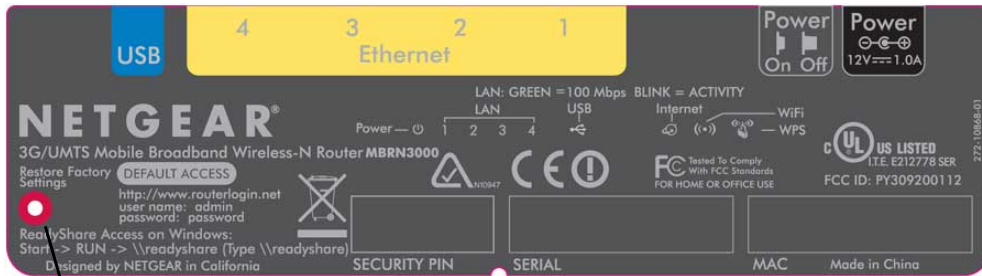 USB
4 3 2 1
Ethernet
Power
On Off
Power
12V 1.0A
LAN: GREEN =100 Mbps BLINK = ACTIVITY
NETGEAR®
LAN
USB
Internet
WiFi
Power
1 2 3 4
WPS
3G/UMTS Mobile Broadband Wireless-N Router MBRN3000
Restore Factory
Settings
DEFAULT ACCESS
http://www.routerlogin.net
user name: admin
password: password
N10947
CE
FC Tested To Comply
With FCC Standards
FOR HOME OR OFFICE USE
C UL US LISTED
I.T.E. E212778 SER
FCC ID: PY309200112
272-10868-01
ReadyShare Access on Windows:
Start -> RUN -> \\readyshare (Type \\readyshare)
Designed by NETGEAR in California
SECURITY PIN
SERIAL
MAC
Made in China